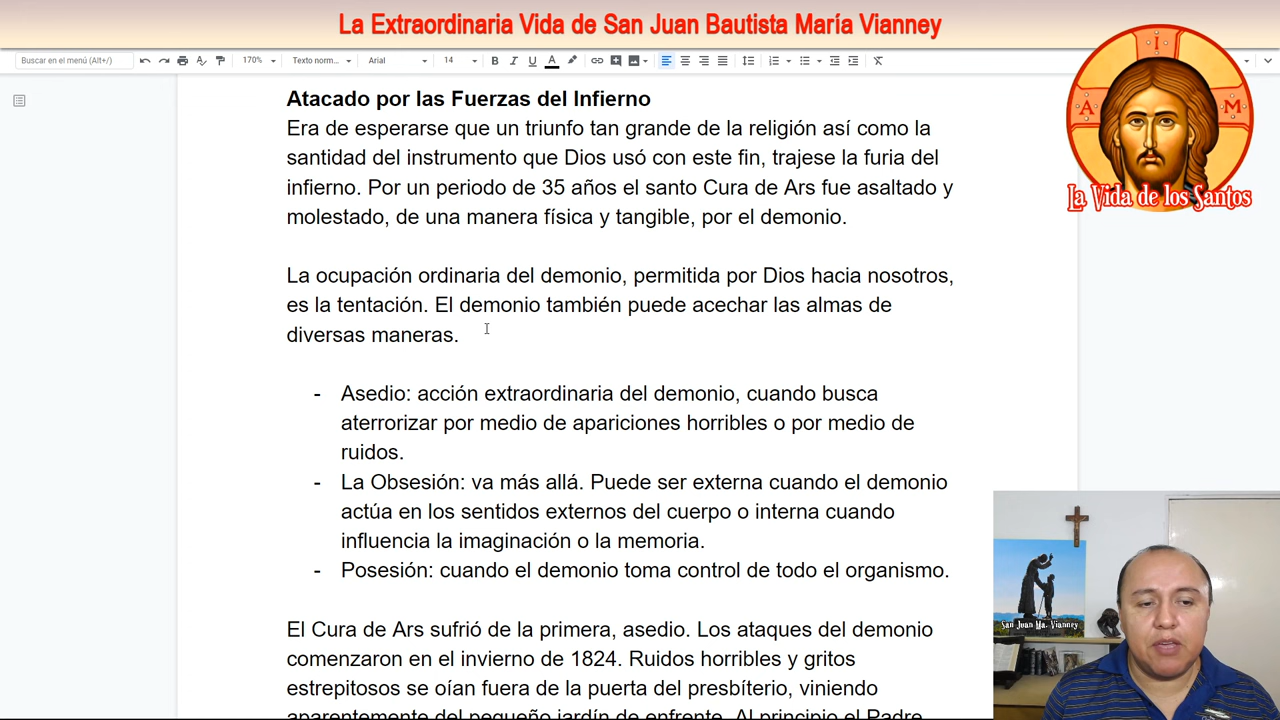 La Extraordinaria Vida de San Juan Bautista María Vianney
Buscar en el menú (Alt+/)
170%
Texto norm...
Arial
14
B
I
U
A
I
A
M
La Vida de los Santos
Atacado por las Fuerzas del Infierno
Era de esperarse que un triunfo tan grande de la religión así como la
santidad del instrumento que Dios usó con este fin, trajese la furia del
infierno. Por un periodo de 35 años el santo Cura de Ars fue asaltado y
molestado, de una manera física y tangible, por el demonio.
La ocupación ordinaria del demonio, permitida por Dios hacia nosotros,
es la tentación. El demonio también puede acechar las almas de
diversas maneras.
- Asedio: acción extraordinaria del demonio, cuando busca
aterrorizar por medio de apariciones horribles o por medio de
ruidos.
- La Obsesión: va más allá. Puede ser externa cuando el demonio
actúa en los sentidos externos del cuerpo o interna cuando
influencia la imaginación o la memoria.
- Posesión: cuando el demonio toma control de todo el organismo.
El Cura de Ars sufrió de la primera, asedio. Los ataques del demonio
comenzaron en el invierno de 1824. Ruidos horribles y gritos
estrepitosos se oían fuera de la puerta del presbíterio, viniendo
aparentemente del pequeño jardín de enfrente. Al principio el Padre
San Juan Ma. Vianney